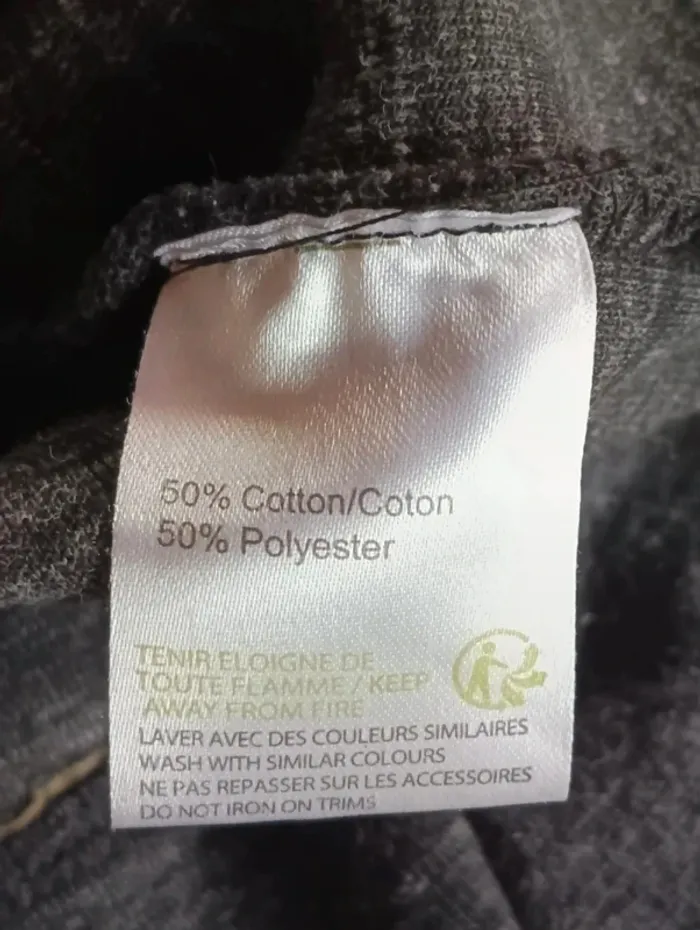 50% Cotton/Coton
50% Polyester
TENIR ELOIGNE DE
TOUTE FLAMME / KEEP
AWAY FROM FIRE
LAVER AVEC DES COULEURS SIMILAIRES
WASH WITH SIMILAR COLOURS
NE PAS REPASSER SUR LES ACCESSOIRES
DO NOT IRON ON TRIMS